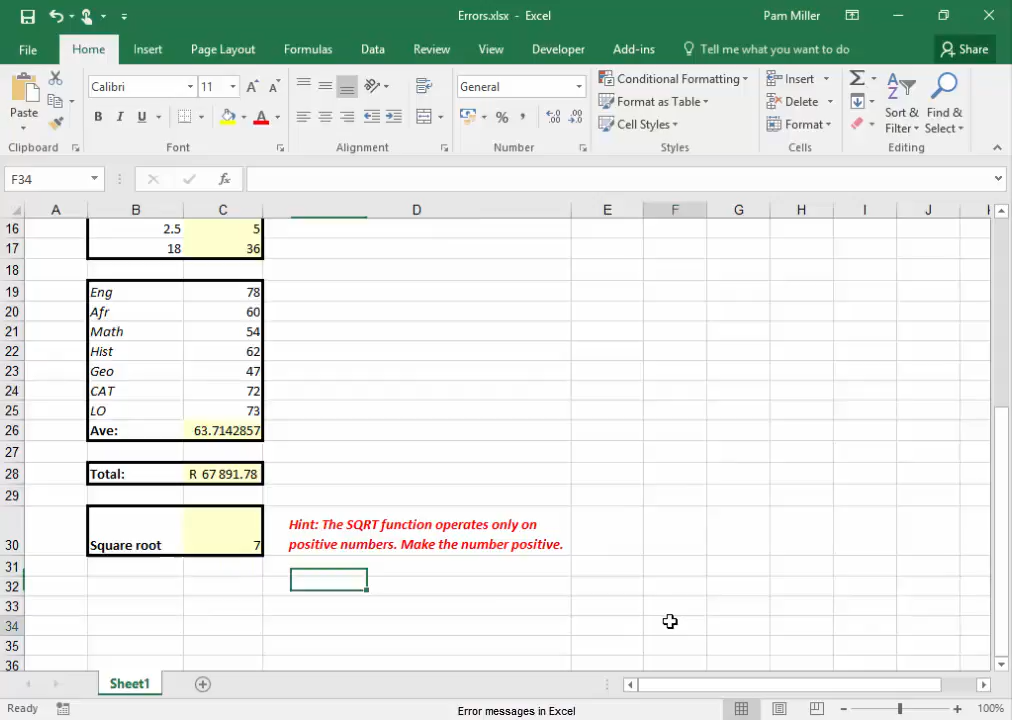 Errors.xlsx - Excel
Pam Miller
File
Home
Insert
Page Layout
Formulas
Data
Review
View
Developer
Add-ins
Tell me what you want to do
Share
Paste
Clipboard
Calibri
11
B I U
Font
Alignment
General
Number
Conditional Formatting
Format as Table
Cell Styles
Styles
Insert
Delete
Format
Cells
Sort & Filter
Find & Select
Editing
F34
fx
A B C D E F G H I J
16 2.5 5
17 18 36
18
19 Eng 78
20 Afr 60
21 Math 54
22 Hist 62
23 Geo 47
24 CAT 72
25 LO 73
26 Ave: 63.7142857
27
28 Total: R 67 891.78
29
Hint: The SQRT function operates only on
30 Square root 7 positive numbers. Make the number positive.
31
32
33
34
35
36
Sheet1
Ready
Error messages in Excel
100%